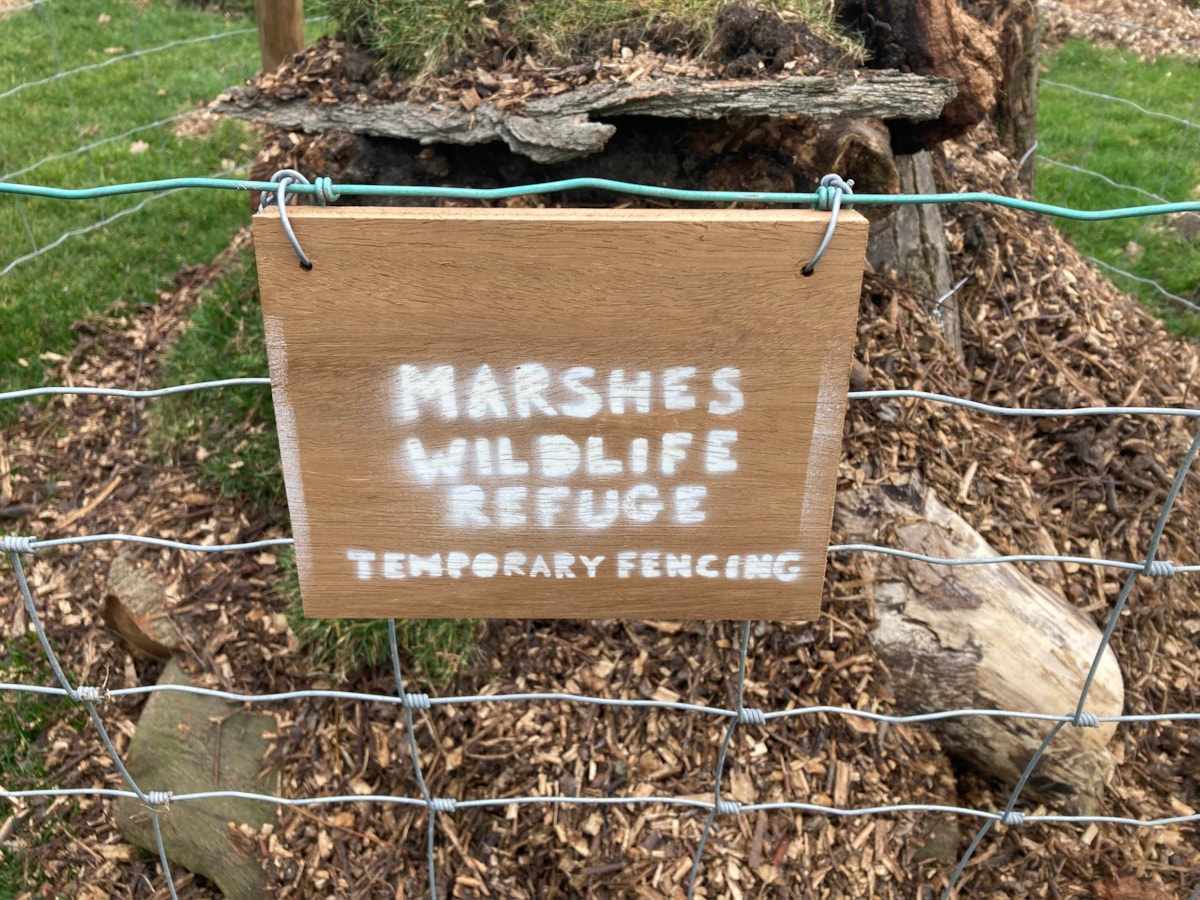 MARSHES
WILDLIFE
REFUGE
TEMPORARY FENCING